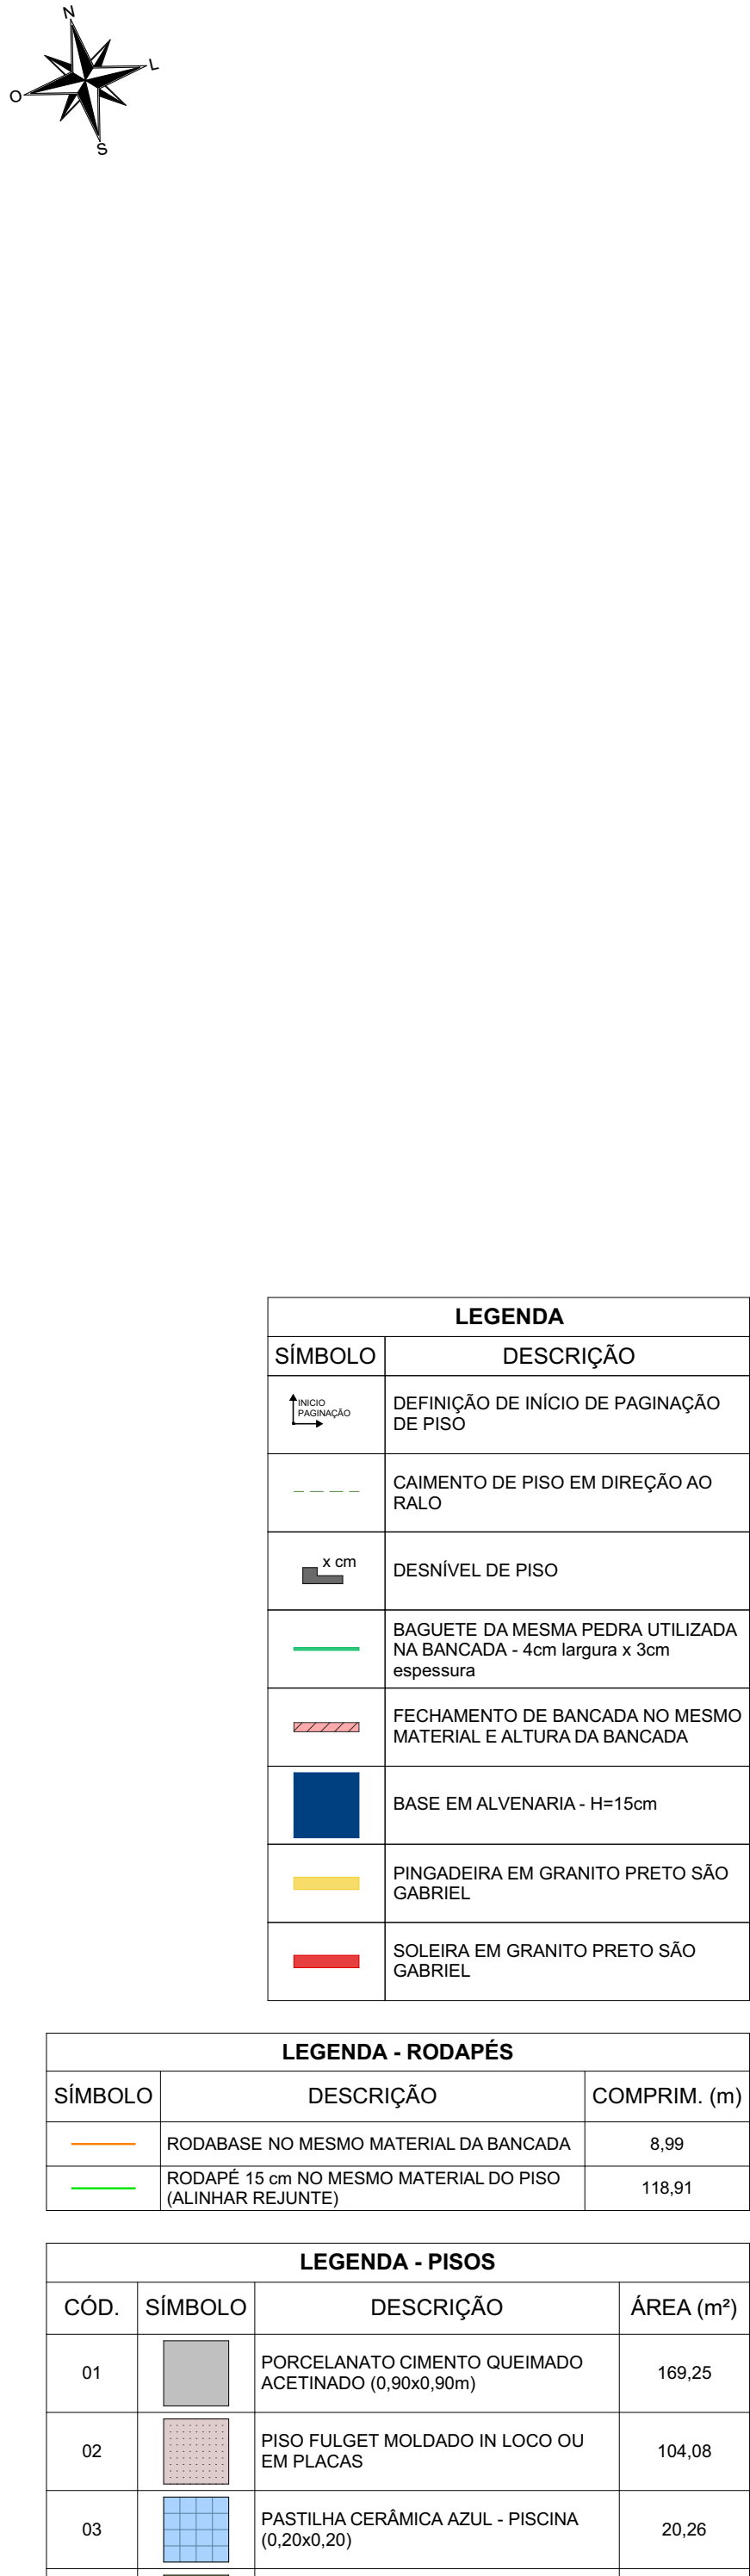 N
L
O
S
LEGENDA
SÍMBOLO DESCRIÇÃO
INICIO
PAGINAÇÃO
DEFINIÇÃO DE INÍCIO DE PAGINAÇÃO
DE PISO
CAIMENTO DE PISO EM DIREÇÃO AO
RALO
x cm
DESNÍVEL DE PISO
BAGUETE DA MESMA PEDRA UTILIZADA
NA BANCADA - 4cm largura x 3cm
espessura
FECHAMENTO DE BANCADA NO MESMO
MATERIAL E ALTURA DA BANCADA
BASE EM ALVENARIA - H=15cm
PINGADEIRA EM GRANITO PRETO SÃO
GABRIEL
SOLEIRA EM GRANITO PRETO SÃO
GABRIEL
LEGENDA - RODAPÉS
SÍMBOLO DESCRIÇÃO COMPRIM. (m)
RODABASE NO MESMO MATERIAL DA BANCADA 8,99
RODAPÉ 15 cm NO MESMO MATERIAL DO PISO
(ALINHAR REJUNTE)
118,91
LEGENDA - PISOS
CÓD. SÍMBOLO DESCRIÇÃO ÁREA (m²)
01
PORCELANATO CIMENTO QUEIMADO
ACETINADO (0,90x0,90m)
169,25
02
PISO FULGET MOLDADO IN LOCO OU
EM PLACAS
104,08
03
PASTILHA CERÂMICA AZUL - PISCINA
(0,20x0,20)
20,26